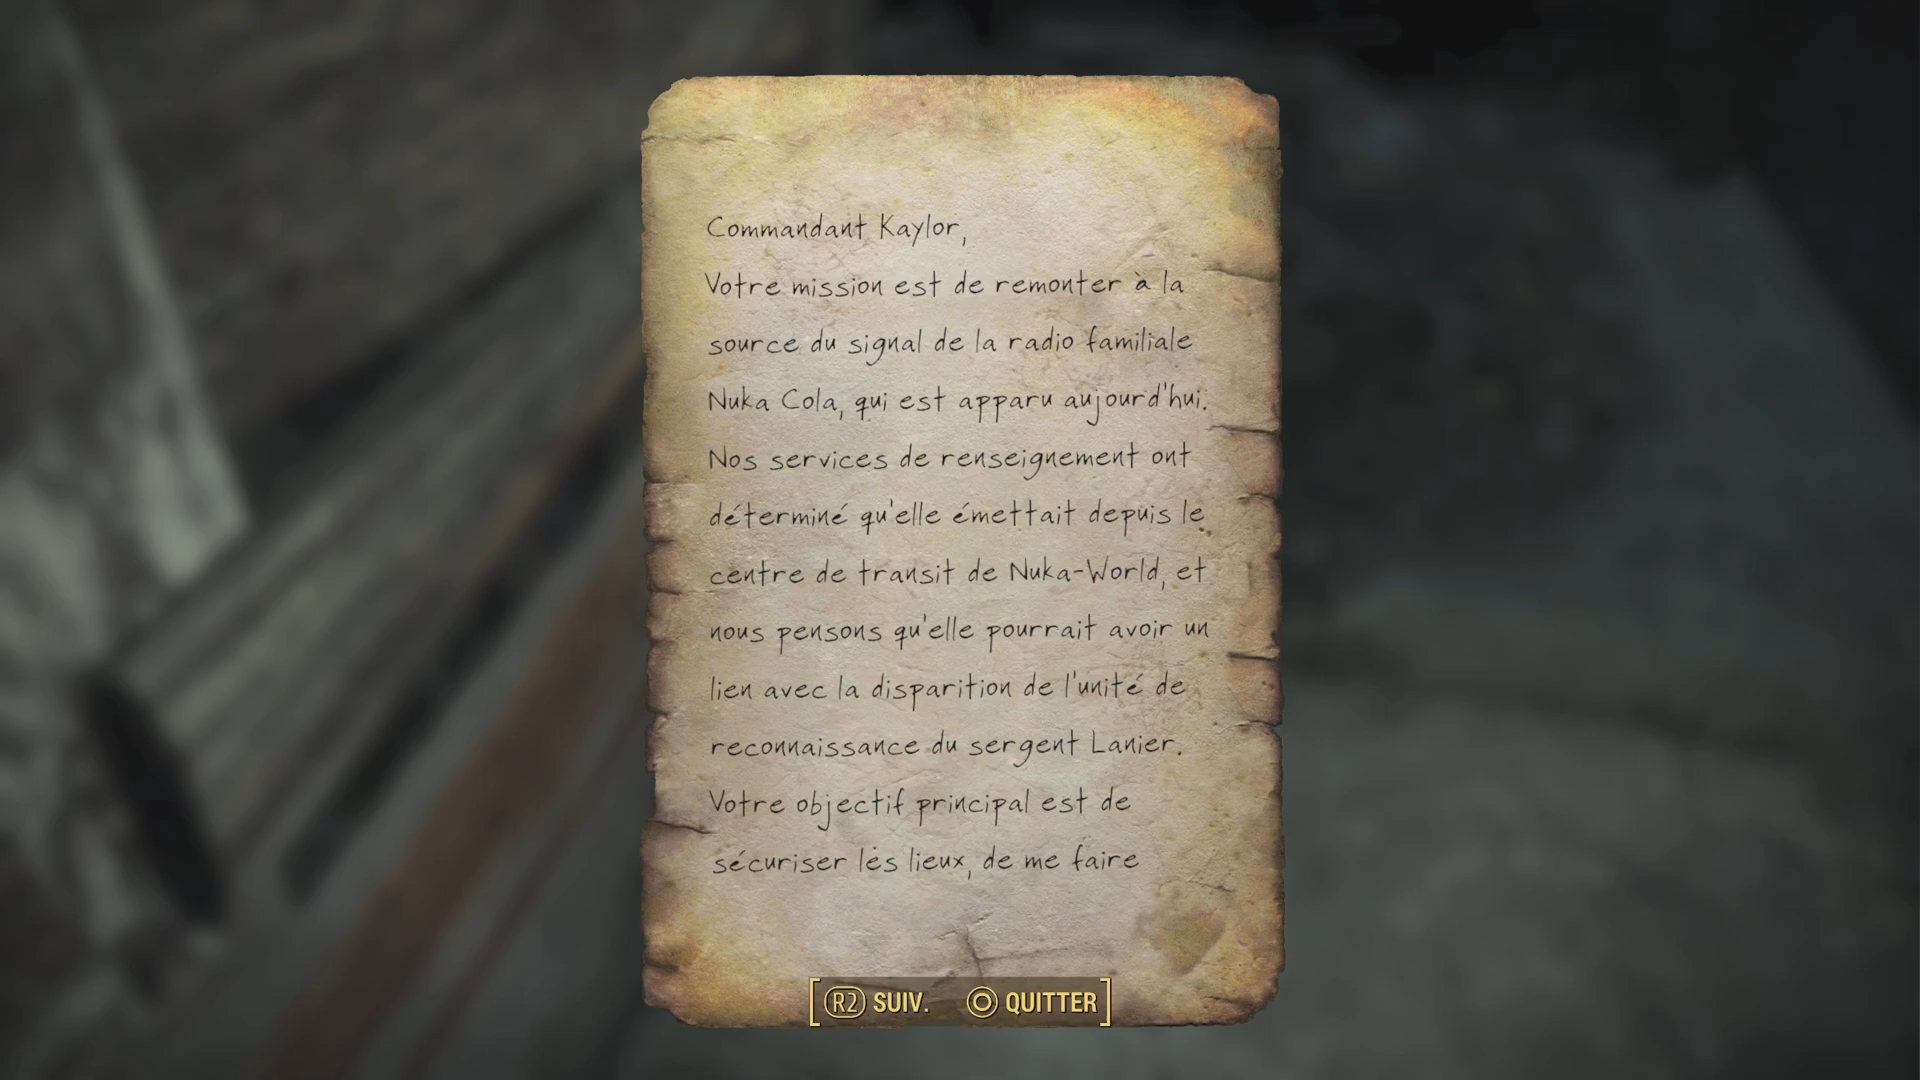 Commandant Kaylor,
Votre mission est de remonter à la
source du signal de la radio familiale
Nuka Cola, qui est apparu aujourd'hui.
Nos services de renseignement ont
déterminé qu'elle émettait depuis le
centre de transit de Nuka-World, et
nous pensons qu'elle pourrait avoir un
lien avec la disparition de l'unité de
reconnaissance du sergent Lanier.
Votre objectif principal est de
sécuriser les lieux, de me faire
R2 SUIV. QUITTER